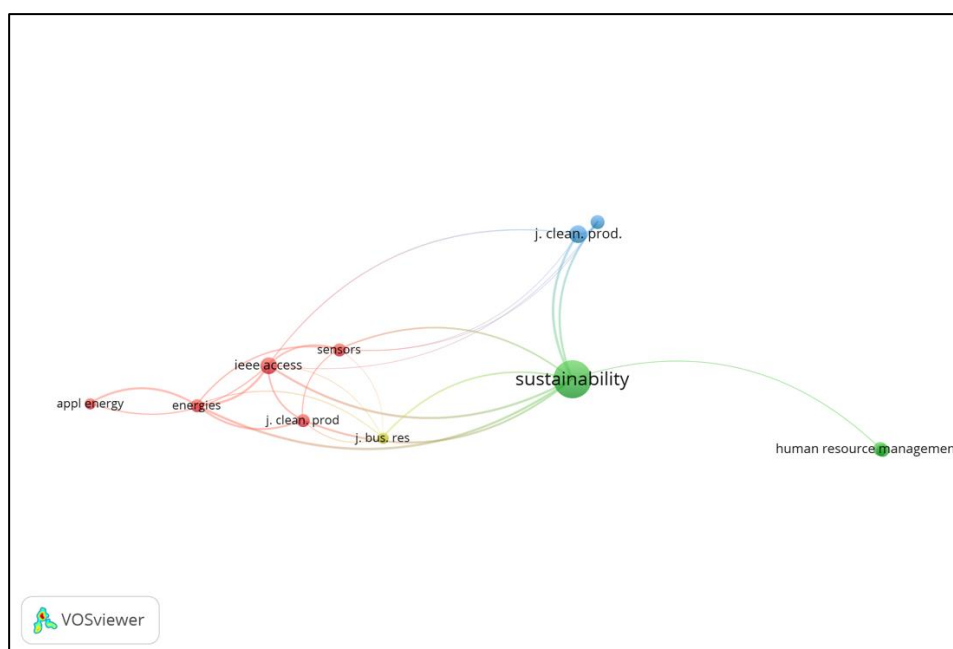 j. clean. prod.
sensors
ieee access
sustainability
appl energy
energies
j. clean. prod
j. bus. res
human resource managemen
VOSviewer